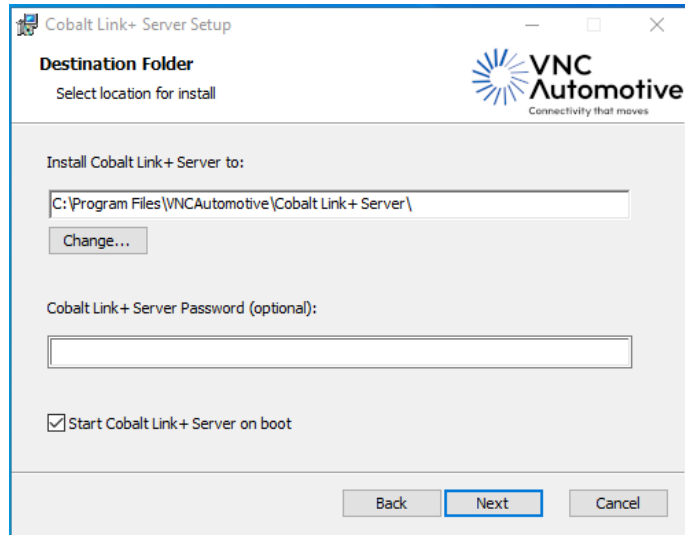 Cobalt Link+ Server Setup
Destination Folder
Select location for install
VNC
Λutomotive
Connectivity that moves
Install Cobalt Link+ Server to:
C:\Program Files\VNCAutomotive\Cobalt Link+ Server\
Change...
Cobalt Link+ Server Password (optional):
Start Cobalt Link+ Server on boot
Back
Next
Cancel